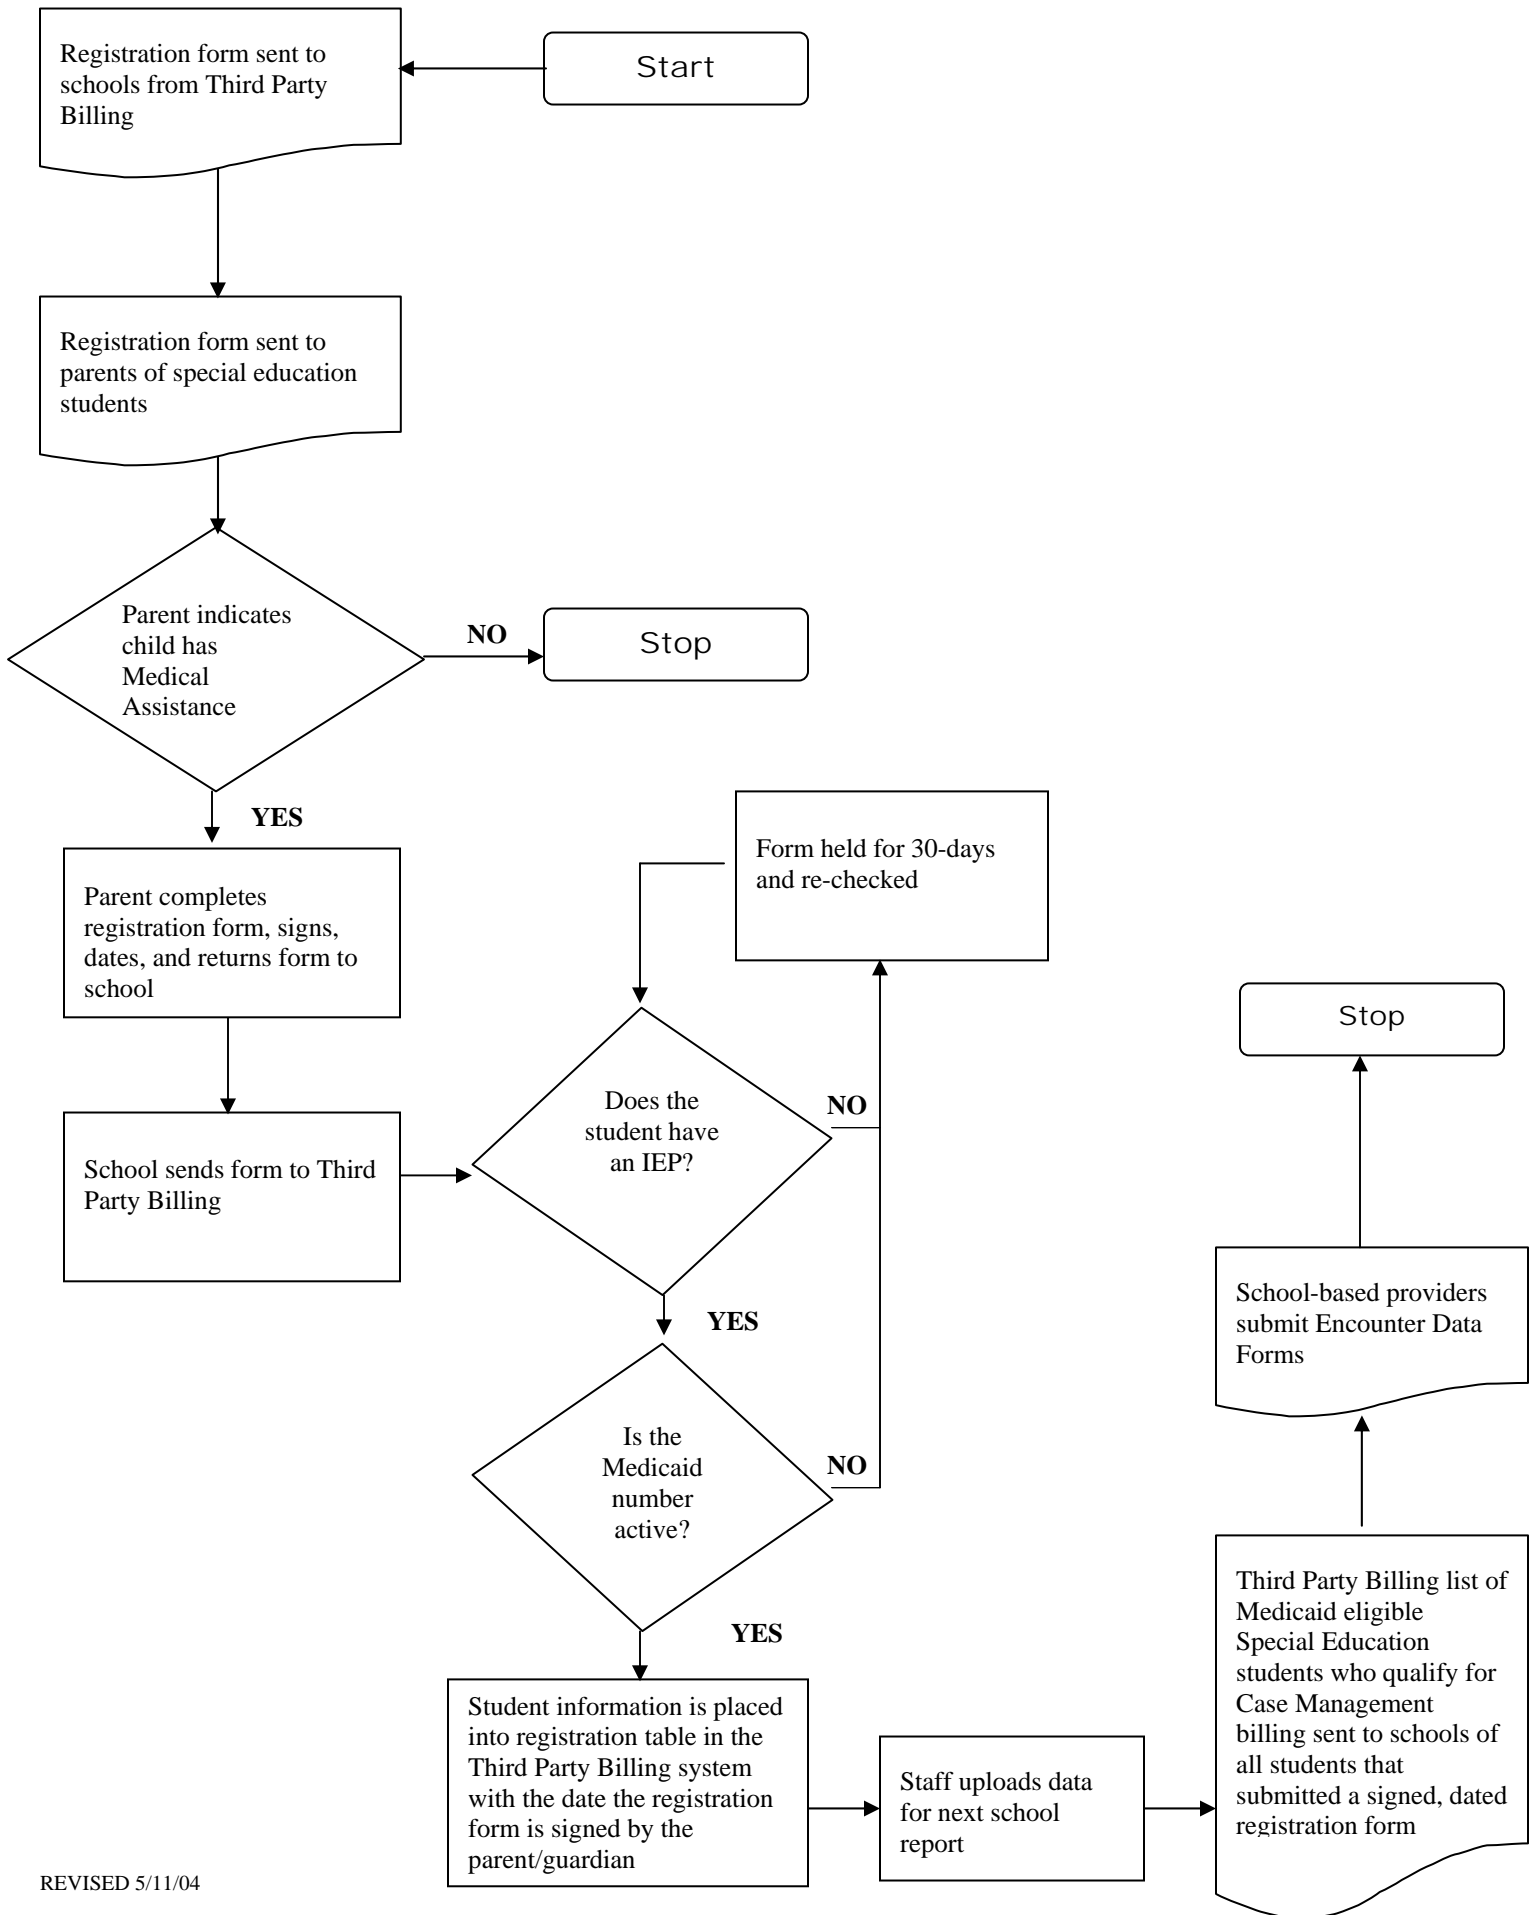 Start
Registration form sent to
schools from Third Party
Billing
Registration form sent to
parents of special education
students
Parent indicates
child has
Medical
Assistance
NO
Stop
YES
Parent completes
registration form, signs,
dates, and returns form to
school
School sends form to Third
Party Billing
Form held for 30-days
and re-checked
Does the
student have
an IEP?
NO
YES
Is the
Medicaid
number
active?
NO
YES
Student information is placed
into registration table in the
Third Party Billing system
with the date the registration
form is signed by the
parent/guardian
Staff uploads data
for next school
report
Third Party Billing list of
Medicaid eligible
Special Education
students who qualify for
Case Management
billing sent to schools of
all students that
submitted a signed, dated
registration form
School-based providers
submit Encounter Data
Forms
Stop
REVISED 5/11/04